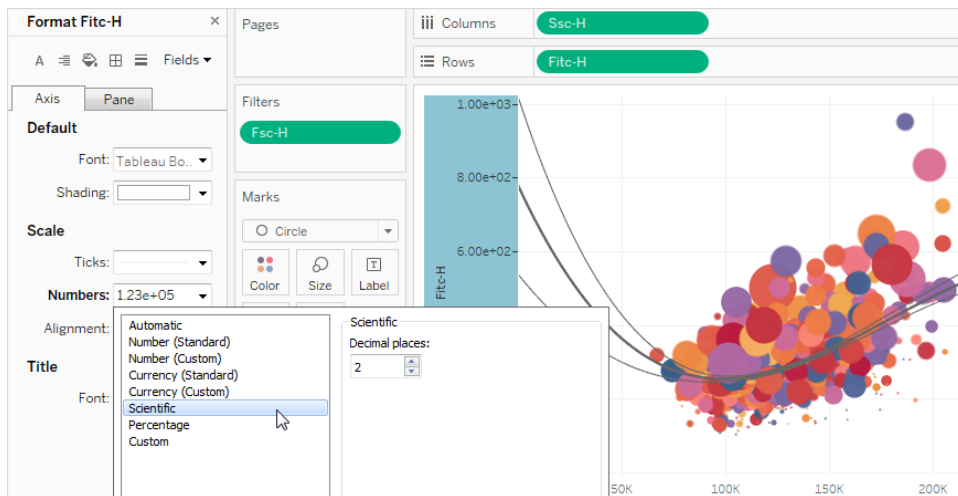 Format Fitc-H
×
A
Fields
Axis
Pane
Default
Font:
Tableau Bo..
Shading:
Scale
Ticks:
Numbers:
1.23e+05
Alignment:
Title
Font:
Automatic
Number (Standard)
Number (Custom)
Currency (Standard)
Currency (Custom)
Scientific
Percentage
Custom
Scientific
Decimal places:
2
Pages
Filters
Fsc-H
Marks
Circle
Color
Size
T
Label
iii Columns
Ssc-H
Rows
Fitc-H
1.00e+03
8.00e+02
6.00e+02
Fitc-H
50K
100K
150K
200K